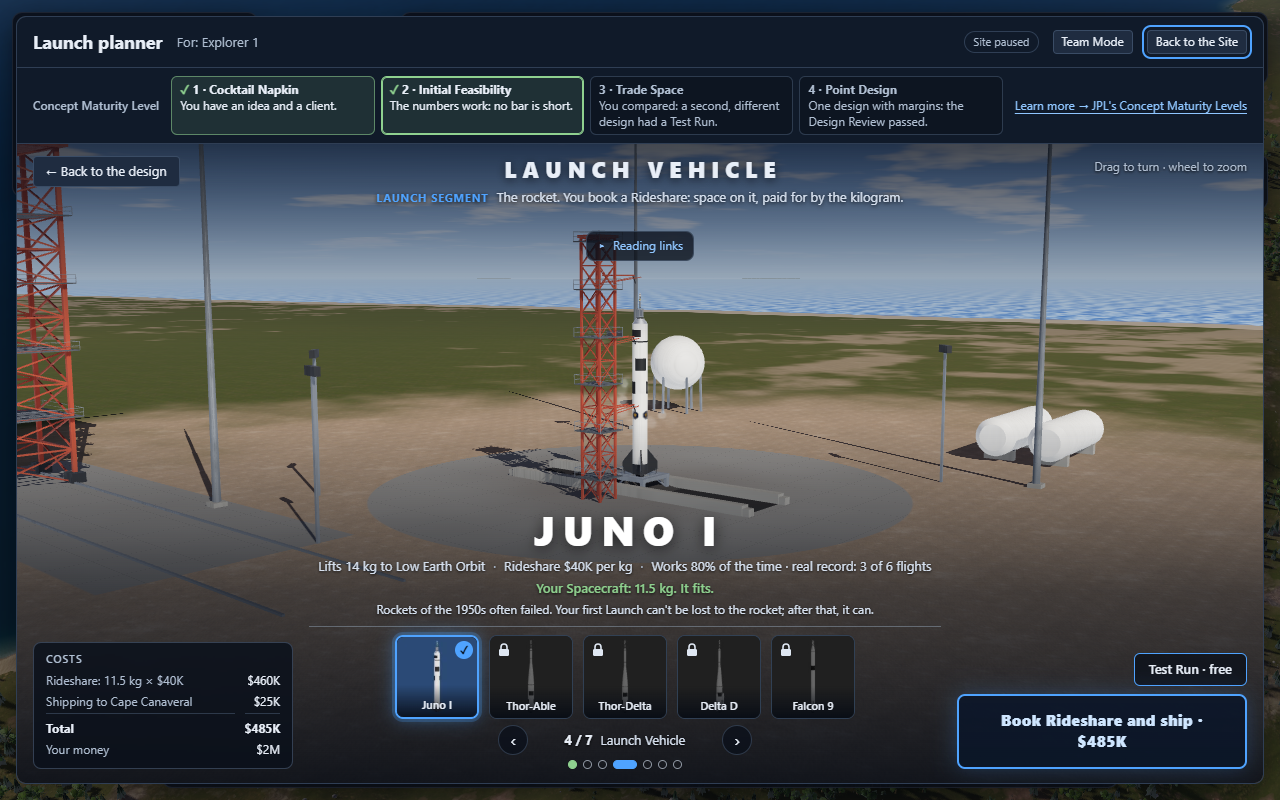 Launch planner
For: Explorer 1
Site paused
Team Mode
Back to the Site
Concept Maturity Level
✓ 1 · Cocktail Napkin
You have an idea and a client.
✓ 2 · Initial Feasibility
The numbers work: no bar is short.
3 · Trade Space
You compared: a second, different
design had a Test Run.
4 · Point Design
One design with margins: the
Design Review passed.
Learn more → JPL's Concept Maturity Levels
← Back to the design
LAUNCH VEHICLE
Drag to turn · wheel to zoom
LAUNCH SEGMENT The rocket. You book a Rideshare: space on it, paid for by the kilogram.
▸ Reading links
JUNO I
Lifts 14 kg to Low Earth Orbit · Rideshare $40K per kg · Works 80% of the time · real record: 3 of 6 flights
Your Spacecraft: 11.5 kg. It fits.
Rockets of the 1950s often failed. Your first Launch can't be lost to the rocket; after that, it can.
COSTS
Rideshare: 11.5 kg × $40K $460K
Shipping to Cape Canaveral $25K
Total $485K
Your money $2M
Juno I
Thor-Able
Thor-Delta
Delta D
Falcon 9
‹ 4 / 7 Launch Vehicle ›
Test Run · free
Book Rideshare and ship ·
$485K